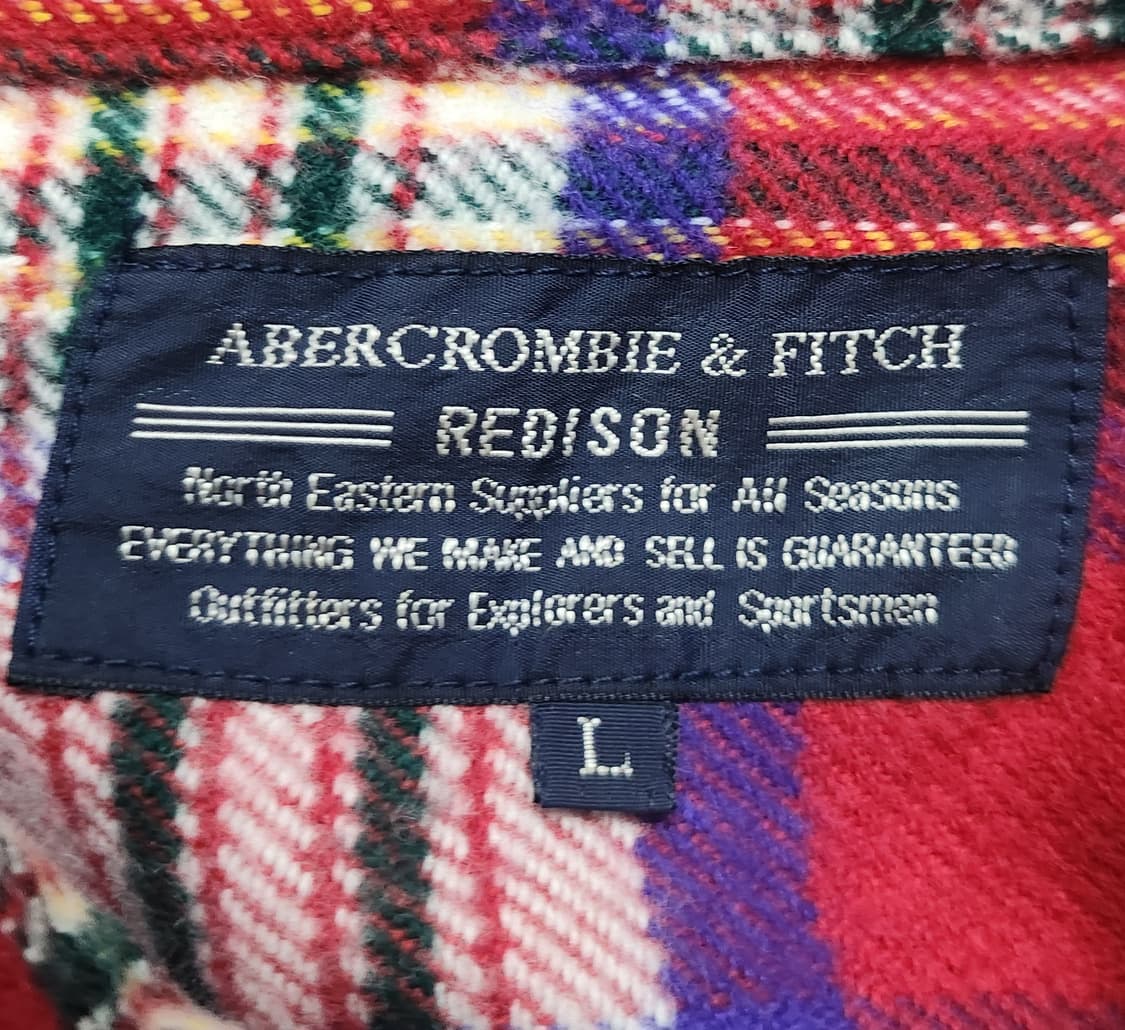 ABERCROMBIE & FITCH
REDISON
North Eastern Suppliers for All Seasons
EVERYTHING WE MAKE AND SELL IS GUARANTEED
Outfitters for Explorers and Sportsmen
L